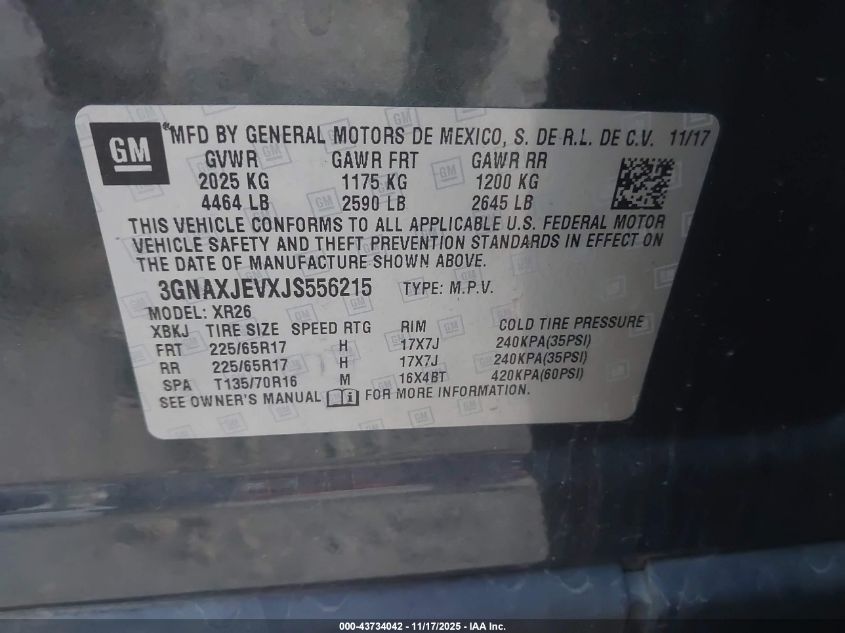 GM *MFD BY GENERAL MOTORS DE MEXICO, S. DE R.L. DE C.V. 11/17
GVWR GAWR FRT GAWR RR
2025 KG 1175 KG 1200 KG
4464 LB 2590 LB 2645 LB
THIS VEHICLE CONFORMS TO ALL APPLICABLE U.S. FEDERAL MOTOR
VEHICLE SAFETY AND THEFT PREVENTION STANDARDS IN EFFECT ON
THE DATE OF MANUFACTURE SHOWN ABOVE.
3GNAXJEVXJS556215 TYPE: M.P.V.
MODEL: XR26
XBKJ TIRE SIZE SPEED RTG RIM COLD TIRE PRESSURE
FRT 225/65R17 H 17X7J 240KPA(35PSI)
RR 225/65R17 H 17X7J 240KPA(35PSI)
SPA T135/70R16 M 16X4BT 420KPA(60PSI)
SEE OWNER'S MANUAL i FOR MORE INFORMATION.
000-43734042 - 11/17/2025 - IAA Inc.